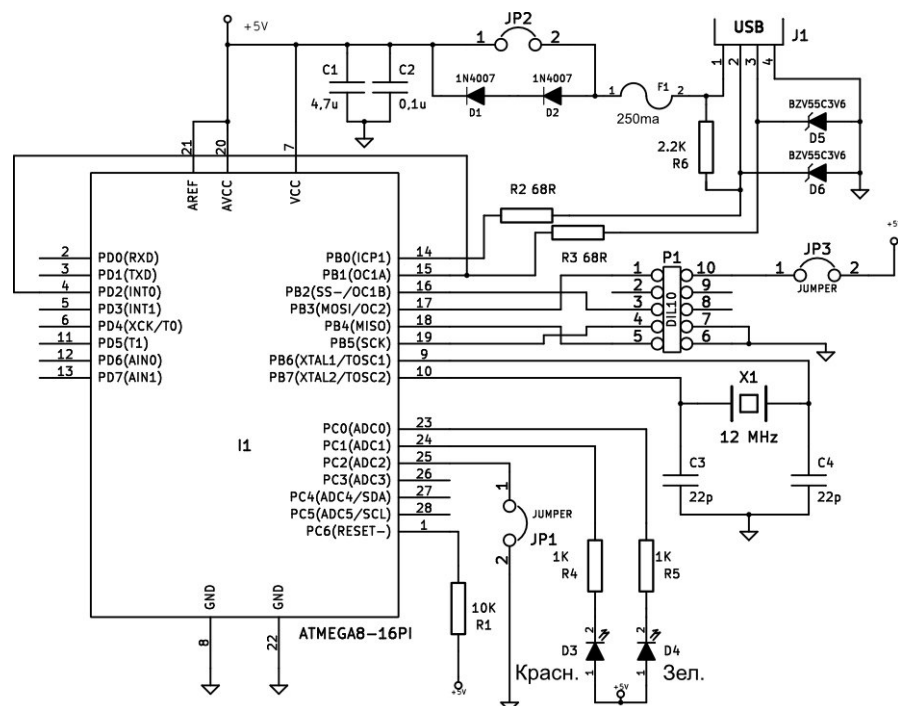 +5V
JP2
1 2
USB
J1
1 2 3 4
C1
4,7u
C2
0,1u
1N4007
D1
1N4007
D2
1 F1 2
250ma
2.2K
R6
BZV55C3V6
D5
BZV55C3V6
D6
21
20
7
AREF
AVCC
VCC
R2 68R
R3 68R
2 PD0(RXD)
3 PD1(TXD)
4 PD2(INT0)
5 PD3(INT1)
6 PD4(XCK/T0)
11 PD5(T1)
12 PD6(AIN0)
13 PD7(AIN1)
PB0(ICP1) 14
PB1(OC1A) 15
PB2(SS-/OC1B) 16
PB3(MOSI/OC2) 17
PB4(MISO) 18
PB5(SCK) 19
PB6(XTAL1/TOSC1) 9
PB7(XTAL2/TOSC2) 10
PC0(ADC0) 23
PC1(ADC1) 24
PC2(ADC2) 25
PC3(ADC3) 26
PC4(ADC4/SDA) 27
PC5(ADC5/SCL) 28
PC6(RESET-) 1
I1
GND
GND
8
22
ATMEGA8-16PI
P1
DIL10
1 10
2 9
3 8
4 7
5 6
1 JP3 2
JUMPER
+5V
X1
12 MHz
C3
22p
C4
22p
1
JUMPER
JP1
2
10K
R1
+5V
1K
R4
1K
R5
2
D3
1
Красн.
2
D4
1
Зел.
+5V